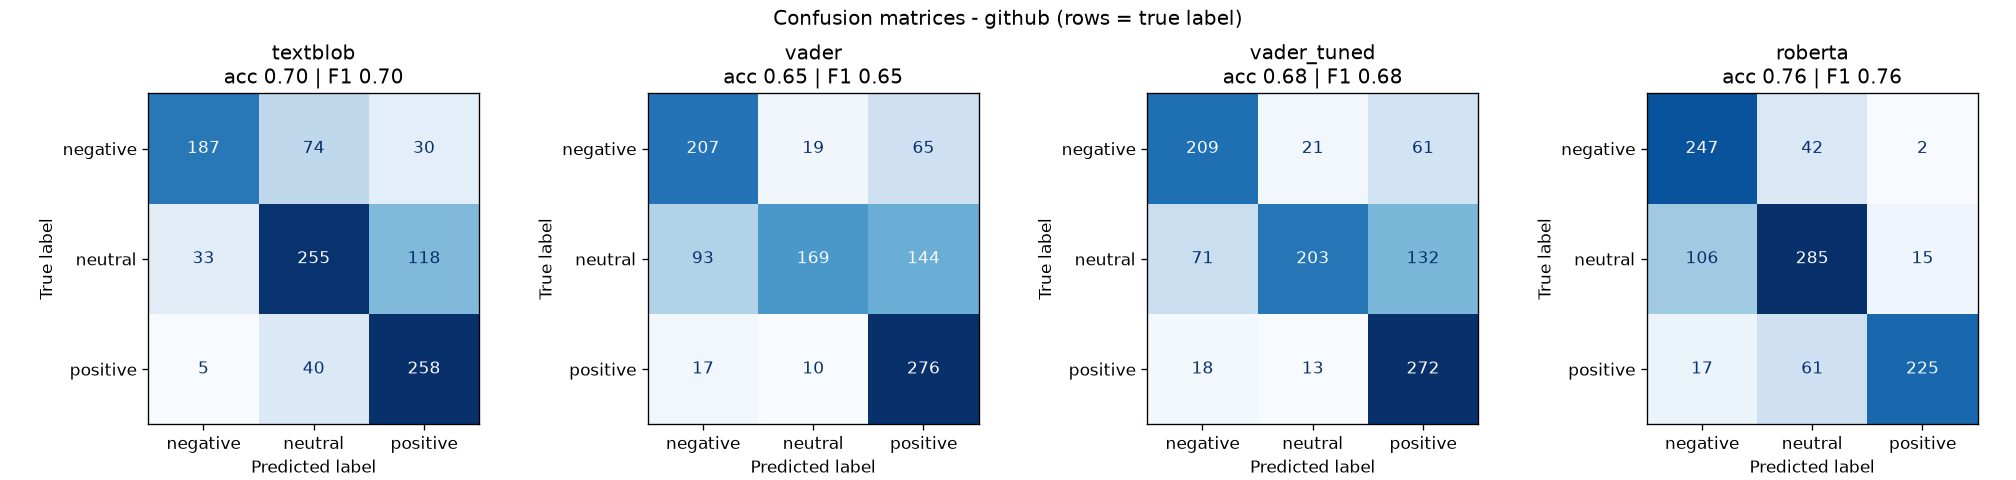 Confusion matrices - github (rows = true label)
textblob
acc 0.70 | F1 0.70
True label
negative 187 74 30
neutral 33 255 118
positive 5 40 258
negative neutral positive
Predicted label
vader
acc 0.65 | F1 0.65
True label
negative 207 19 65
neutral 93 169 144
positive 17 10 276
negative neutral positive
Predicted label
vader_tuned
acc 0.68 | F1 0.68
True label
negative 209 21 61
neutral 71 203 132
positive 18 13 272
negative neutral positive
Predicted label
roberta
acc 0.76 | F1 0.76
True label
negative 247 42 2
neutral 106 285 15
positive 17 61 225
negative neutral positive
Predicted label